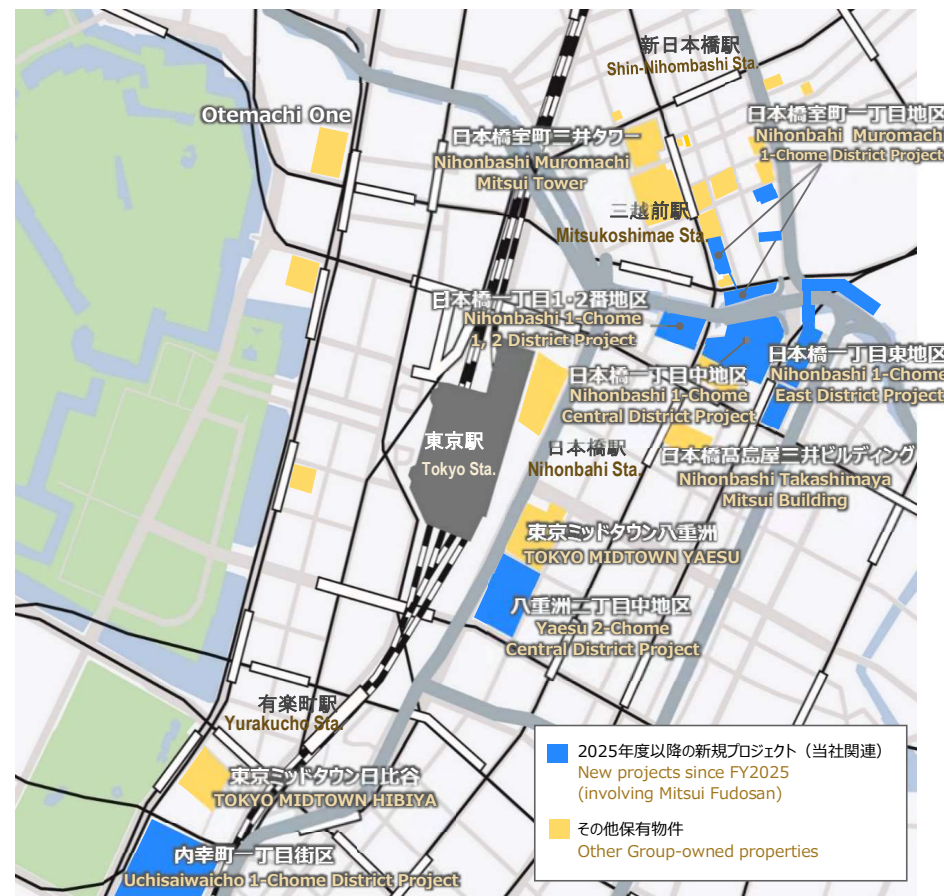 新日本橋駅
Shin-Nihombashi Sta.
Otemachi One
日本橋室町三井タワー
Nihonbashi Muromachi
Mitsui Tower
日本橋室町一丁目地区
Nihonbahi Muromachi
1-Chome District Project
三越前駅
Mitsukoshimae Sta.
日本橋一丁目1・2番地区
Nihonbashi 1-Chome
1, 2 District Project
日本橋一丁目中地区
Nihonbashi 1-Chome
Central District Project
日本橋一丁目東地区
Nihonbashi 1-Chome
East District Project
東京駅
Tokyo Sta.
日本橋駅
Nihonbahi Sta.
日本橋髙島屋三井ビルディング
Nihonbashi Takashimaya
Mitsui Building
東京ミッドタウン八重洲
TOKYO MIDTOWN YAESU
八重洲二丁目中地区
Yaesu 2-Chome
Central District Project
有楽町駅
Yurakucho Sta.
東京ミッドタウン日比谷
TOKYO MIDTOWN HIBIYA
内幸町一丁目街区
Uchisaiwaicho 1-Chome District Project
2025年度以降の新規プロジェクト（当社関連）
New projects since FY2025
(involving Mitsui Fudosan)
その他保有物件
Other Group-owned properties